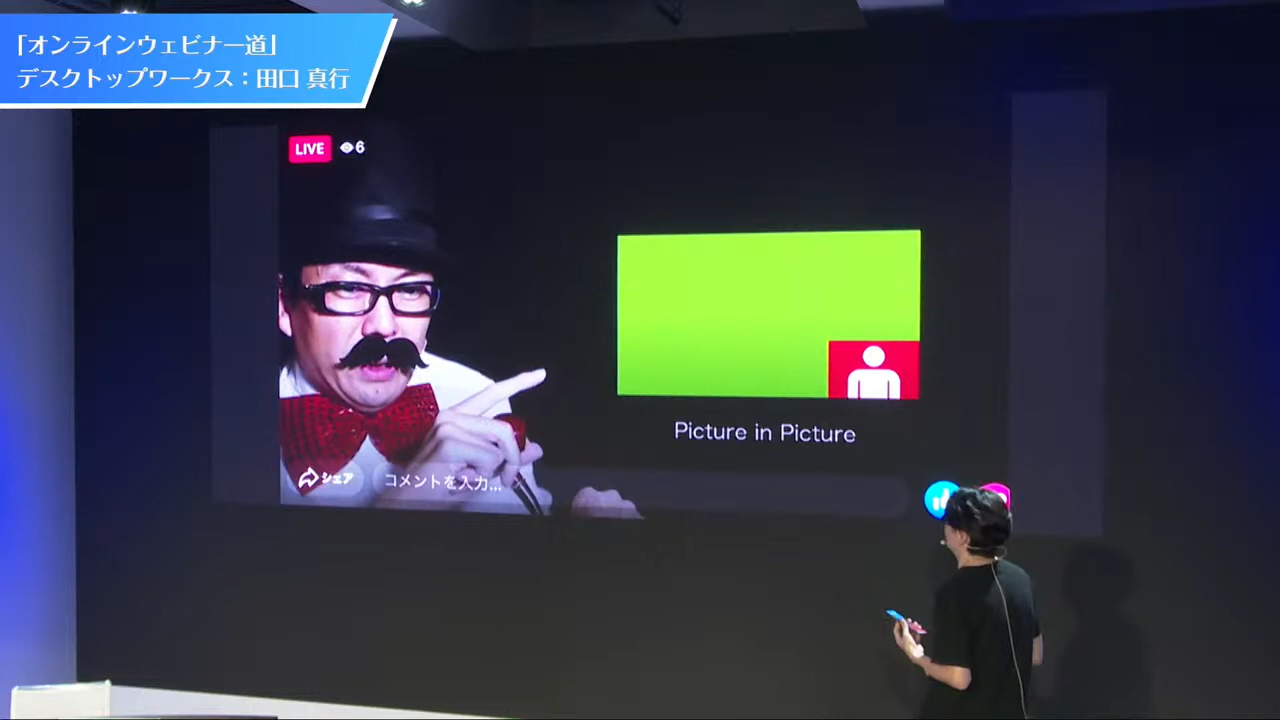 「オンラインウェビナー道」
デスクトップワークス：田口 真行
LIVE
6
Picture in Picture
シェア
コメントを入力...